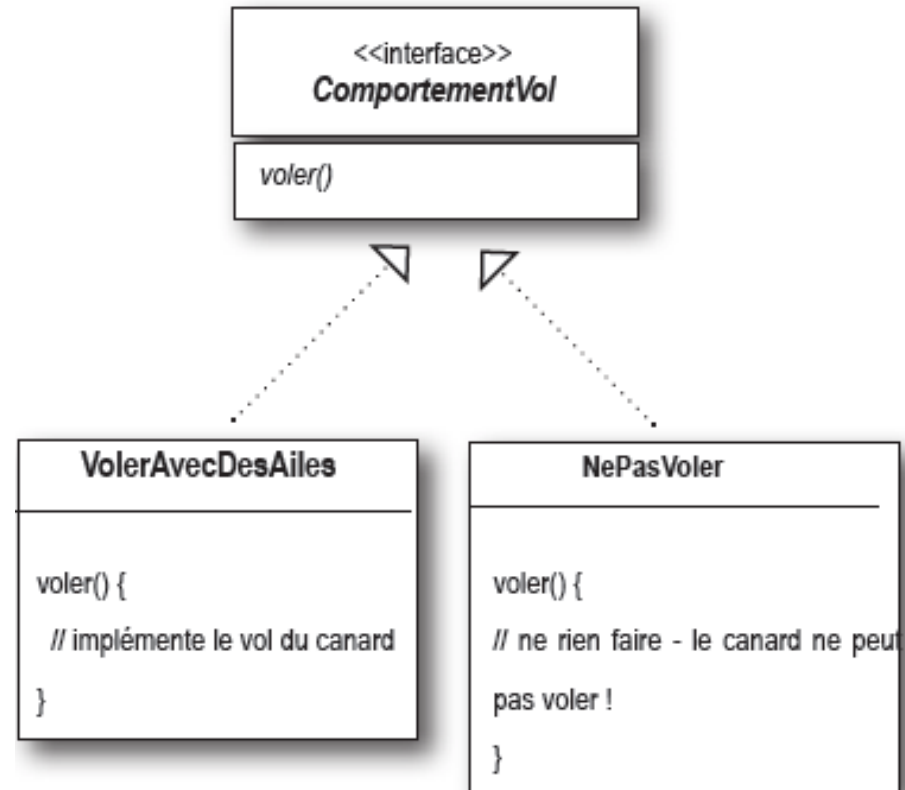 <<interface>>
ComportementVol
voler()
VolerAvecDesAiles
voler() {
// implémente le vol du canard
}
NePasVoler
voler() {
// ne rien faire - le canard ne peut
pas voler !
}